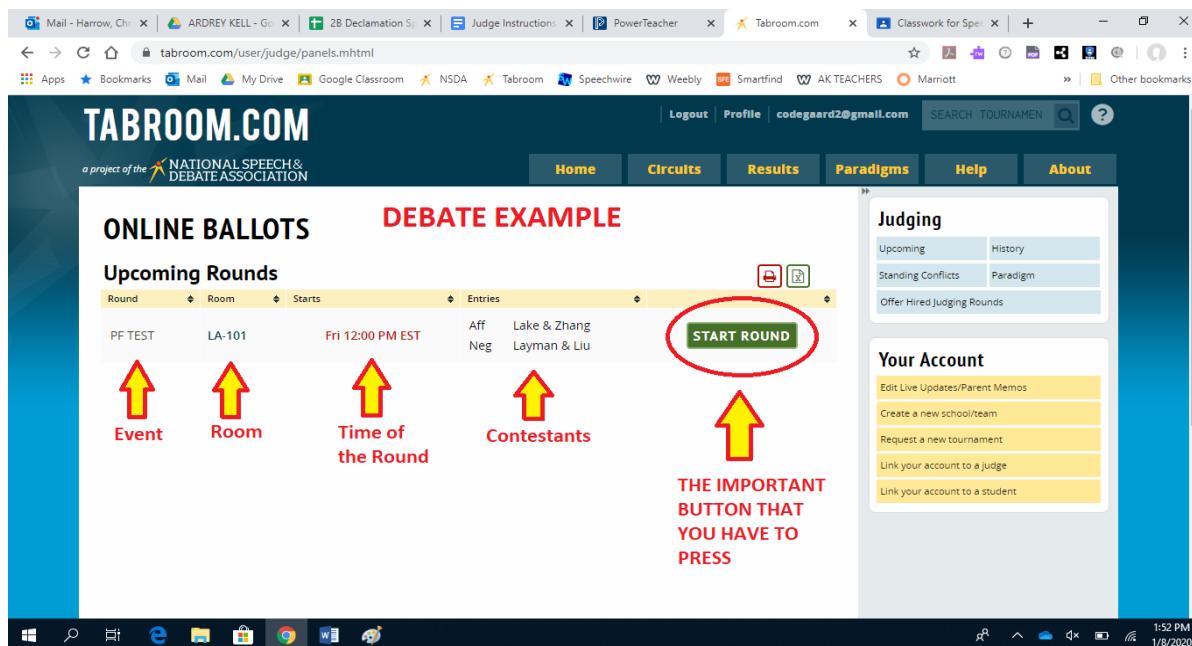 Mail - Harrow, Chr
ARDREY KELL - Go
2B Declamation Sp
Judge Instructions
PowerTeacher
Tabroom.com
Classwork for Spee
tabroom.com/user/judge/panels.mhtml
Apps Bookmarks Mail My Drive Google Classroom NSDA Tabroom Speechwire Weebly Smartfind AK TEACHERS Marriott » Other bookmarks
TABROOM.COM
Logout Profile codegaard2@gmail.com SEARCH TOURNAMEN ?
a project of the NATIONAL SPEECH &
DEBATE ASSOCIATION
Home Circuits Results Paradigms Help About
ONLINE BALLOTS
DEBATE EXAMPLE
Upcoming Rounds
Round Room Starts Entries
PF TEST LA-101 Fri 12:00 PM EST
Aff Lake & Zhang
Neg Layman & Liu
START ROUND
Event
Room
Time of
the Round
Contestants
THE IMPORTANT
BUTTON THAT
YOU HAVE TO
PRESS
Judging
Upcoming History
Standing Conflicts Paradigm
Offer Hired Judging Rounds
Your Account
Edit Live Updates/Parent Memos
Create a new school/team
Request a new tournament
Link your account to a judge
Link your account to a student
1:52 PM
1/8/2020